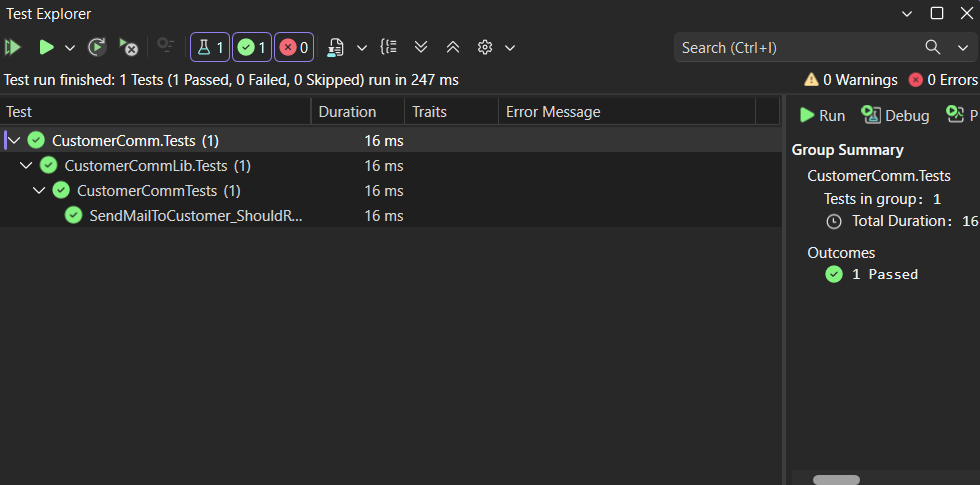 Test Explorer
1 1 0 Search (Ctrl+I)
Test run finished: 1 Tests (1 Passed, 0 Failed, 0 Skipped) run in 247 ms 0 Warnings 0 Errors
Test Duration Traits Error Message
CustomerComm.Tests (1) 16 ms
CustomerCommLib.Tests (1) 16 ms
CustomerCommTests (1) 16 ms
SendMailToCustomer_ShouldR... 16 ms
Run Debug P
Group Summary
CustomerComm.Tests
Tests in group: 1
Total Duration: 16
Outcomes
1 Passed